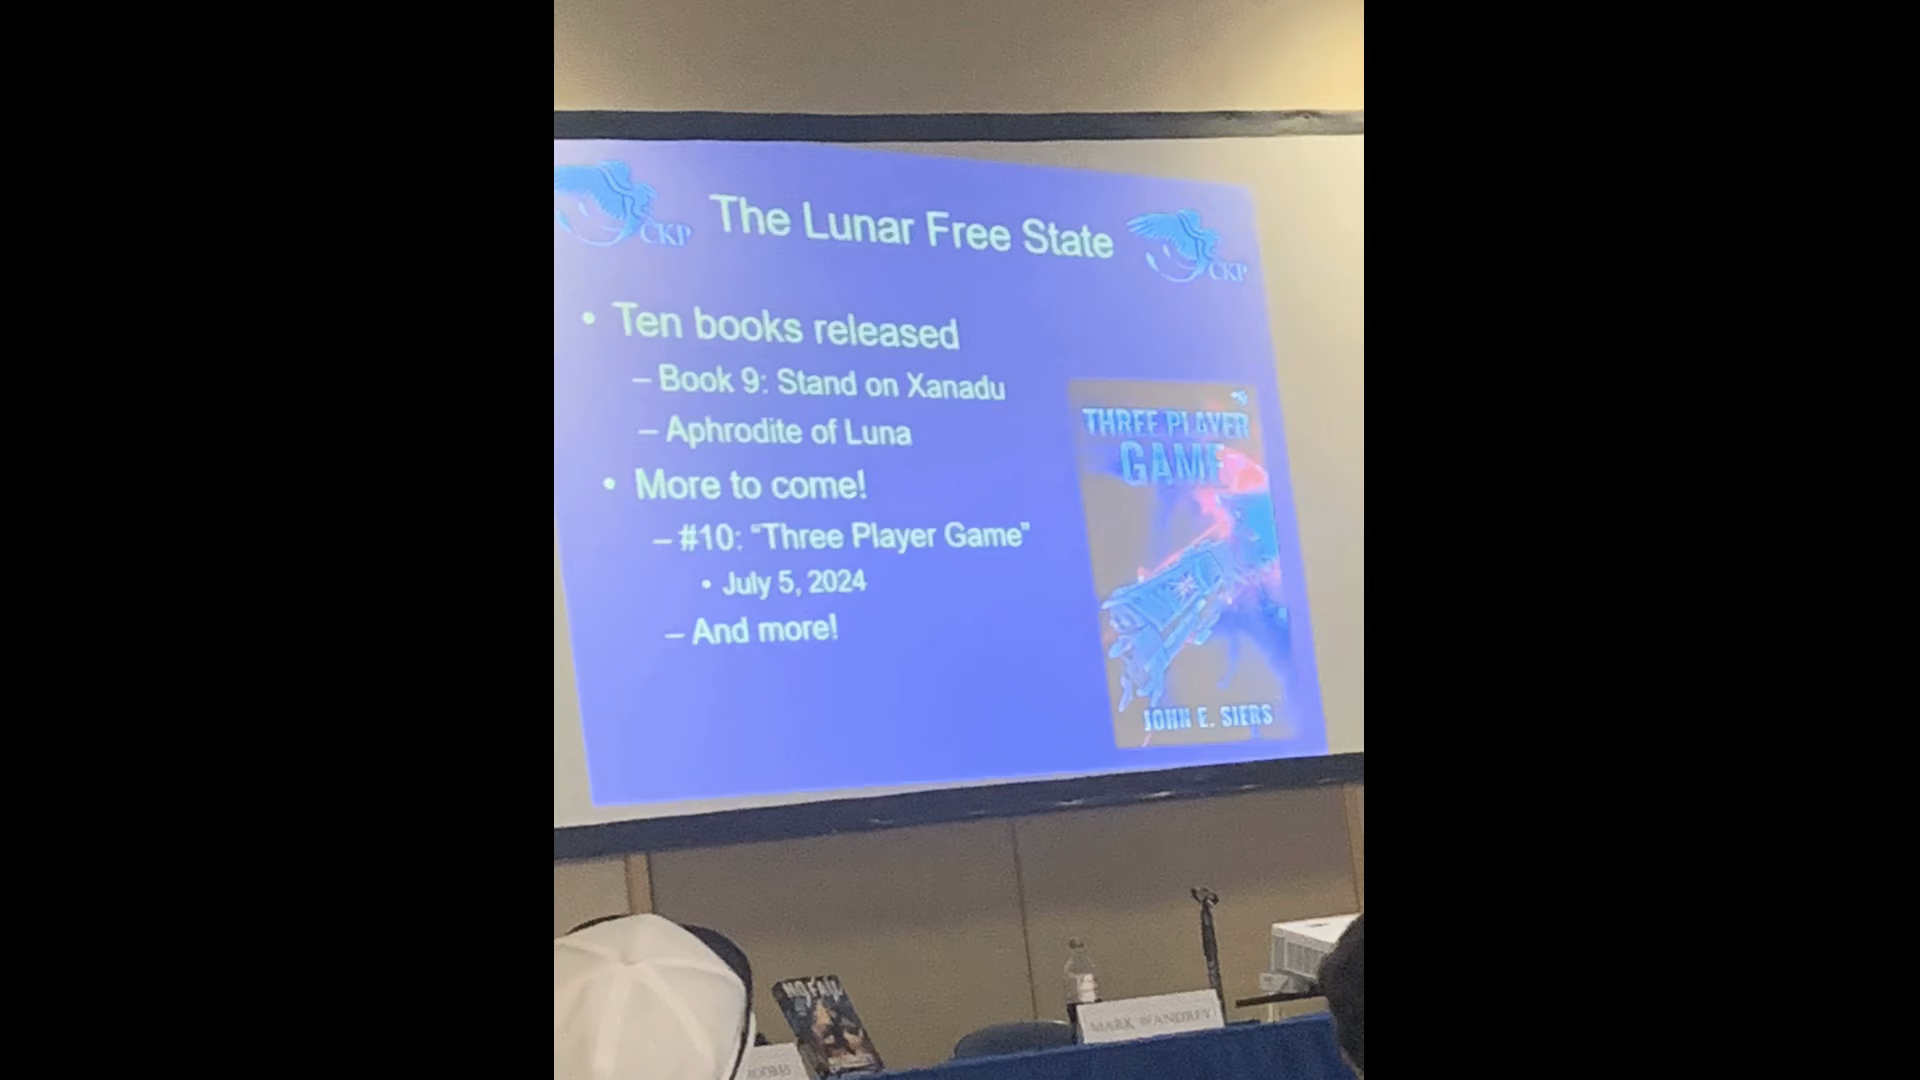 The Lunar Free State
CKP
CKP
• Ten books released
– Book 9: Stand on Xanadu
– Aphrodite of Luna
• More to come!
– #10: “Three Player Game”
• July 5, 2024
– And more!
THREE PLAYER
GAME
JOHN E. SIERS
MARK WANDREY